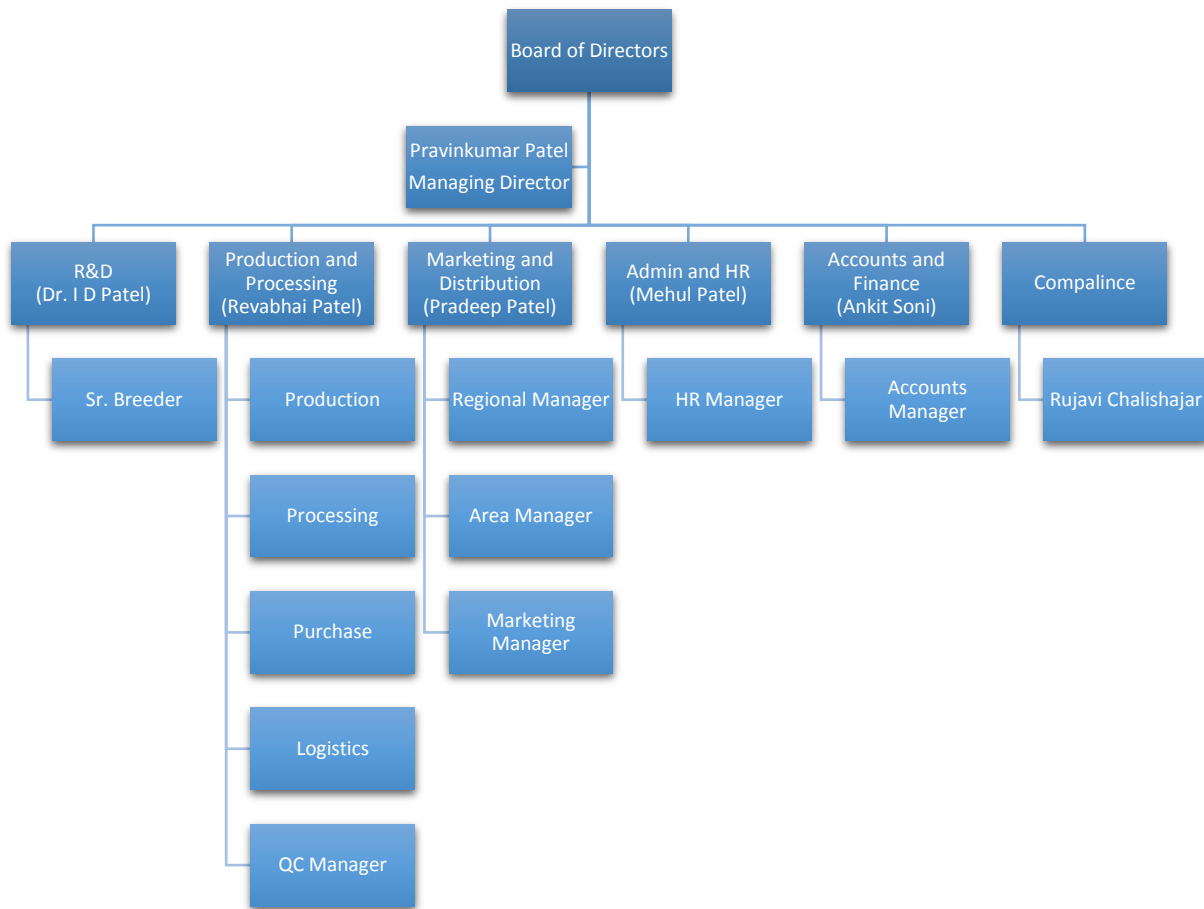 Board of Directors
Pravinkumar Patel
Managing Director
R&D
(Dr. I D Patel)
Production and
Processing
(Revabhai Patel)
Marketing and
Distribution
(Pradeep Patel)
Admin and HR
(Mehul Patel)
Accounts and
Finance
(Ankit Soni)
Compalince
Sr. Breeder
Production
Regional Manager
HR Manager
Accounts
Manager
Rujavi Chalishajar
Processing
Area Manager
Purchase
Marketing
Manager
Logistics
QC Manager